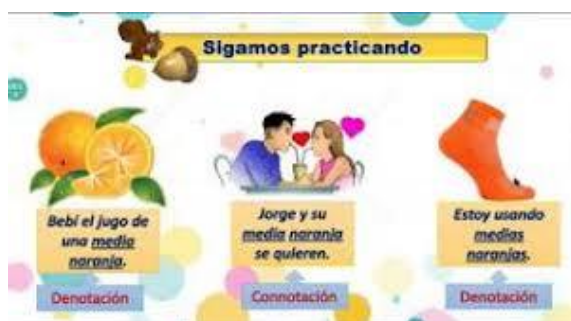 Sigamos practicando
Bebí el jugo de
una media
naranja.
Denotación
Jorge y su
media naranja
se quieren.
Connotación
Estoy usando
medias
naranjas.
Denotación